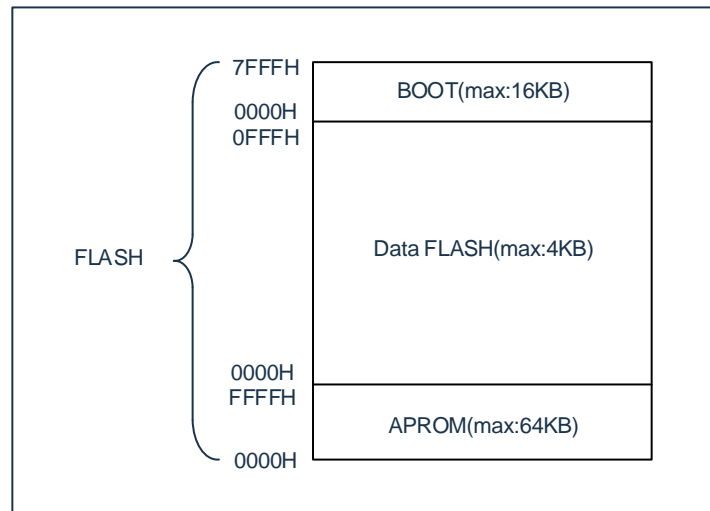 7FFFH
BOOT(max:16KB)
0000H
0FFFH
Data FLASH(max:4KB)
FLASH
0000H
FFFFH
APROM(max:64KB)
0000H